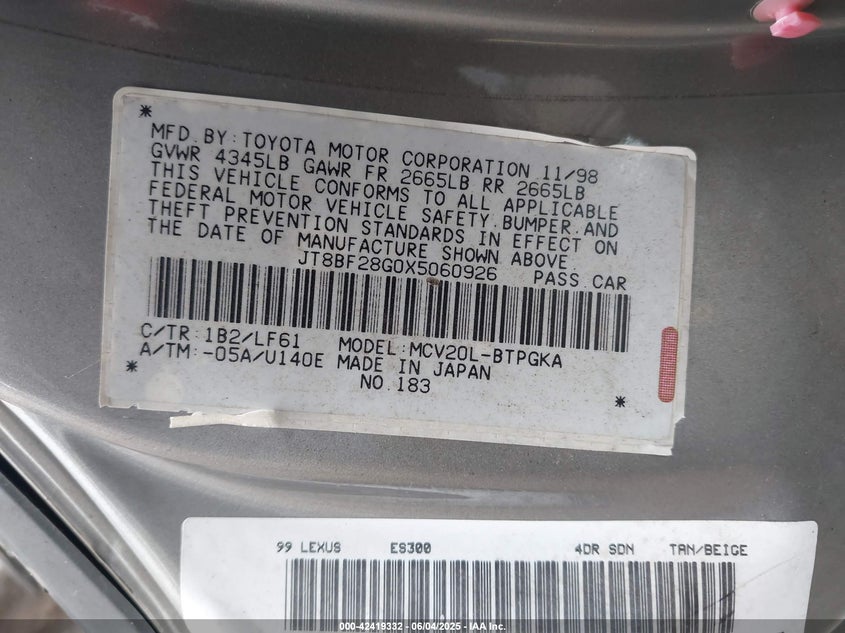 *
MFD. BY: TOYOTA MOTOR CORPORATION 11/98
GVWR 4345LB GAWR FR 2665LB RR 2665LB
THIS VEHICLE CONFORMS TO ALL APPLICABLE
FEDERAL MOTOR VEHICLE SAFETY, BUMPER, AND
THEFT PREVENTION STANDARDS IN EFFECT ON
THE DATE OF MANUFACTURE SHOWN ABOVE.
JT8BF28G0X5060926 PASS. CAR
C/TR: 1B2/LF61 MODEL: MCV20L-BTPGKA
A/TM: -05A/U140E MADE IN JAPAN
* NO. 183 *
99 LEXUS ES300 4DR SDN TAN/BEIGE
000-42419332 - 06/04/2025 - IAA Inc.